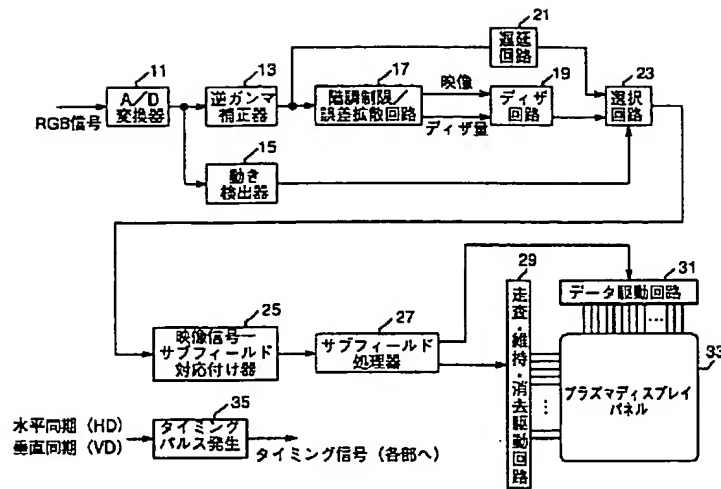 21
遅延
回路
11
A/D
変換器
RGB信号
13
逆ガンマ
補正器
17
階調制限/
誤差拡散回路
映像
ディザ量
19
ディザ
回路
23
選択
回路
15
動き
検出器
25
映像信号ー
サブフィールド
対応付け器
27
サブフィールド
処理器
29
走査・維持・消去駆動回路
31
データ駆動回路
33
プラズマディスプレイ
パネル
35
水平同期（HD）
垂直同期（VD）
タイミング
パルス発生
タイミング信号（各部へ）